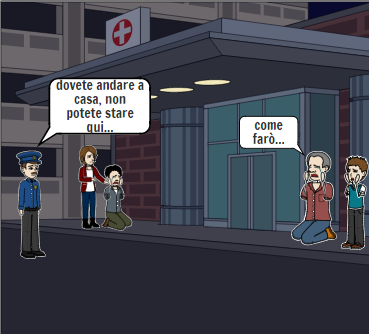 dovete andare a
casa, non
potete stare
qui...
come
farò...